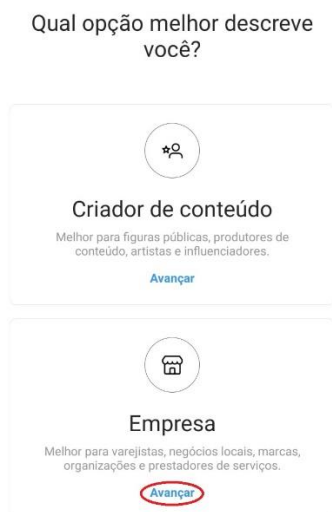 Qual opção melhor descreve
você?
Criador de conteúdo
Melhor para figuras públicas, produtores de
conteúdo, artistas e influenciadores.
Avançar
Empresa
Melhor para varejistas, negócios locais, marcas,
organizações e prestadores de serviços.
Avançar